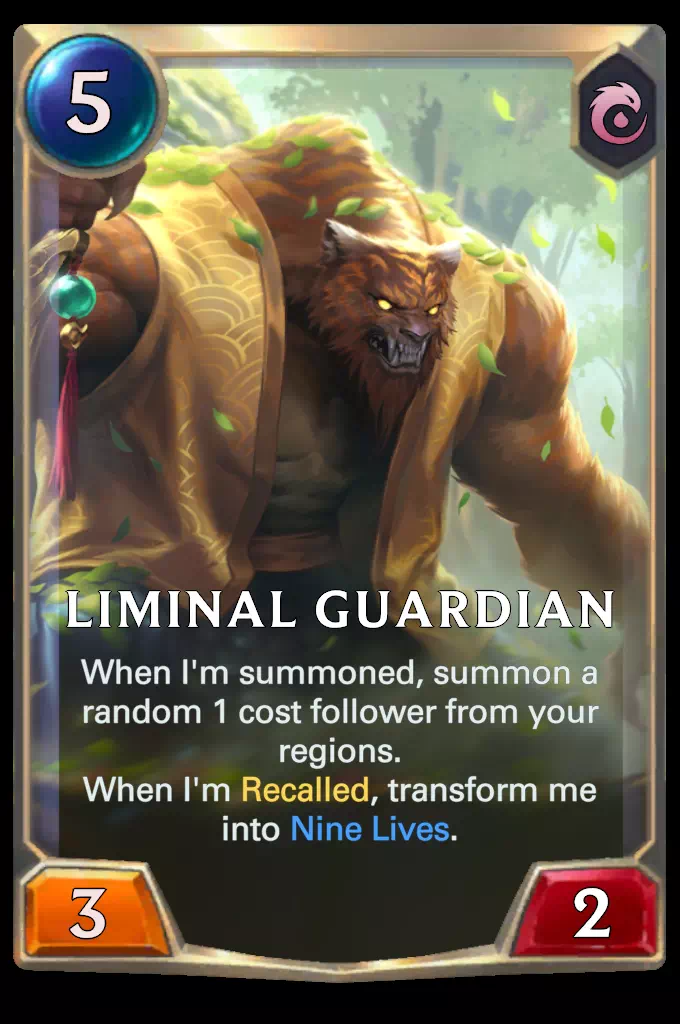 5
LIMINAL GUARDIAN
When I'm summoned, summon a
random 1 cost follower from your
regions.
When I'm Recalled, transform me
into Nine Lives.
3
2